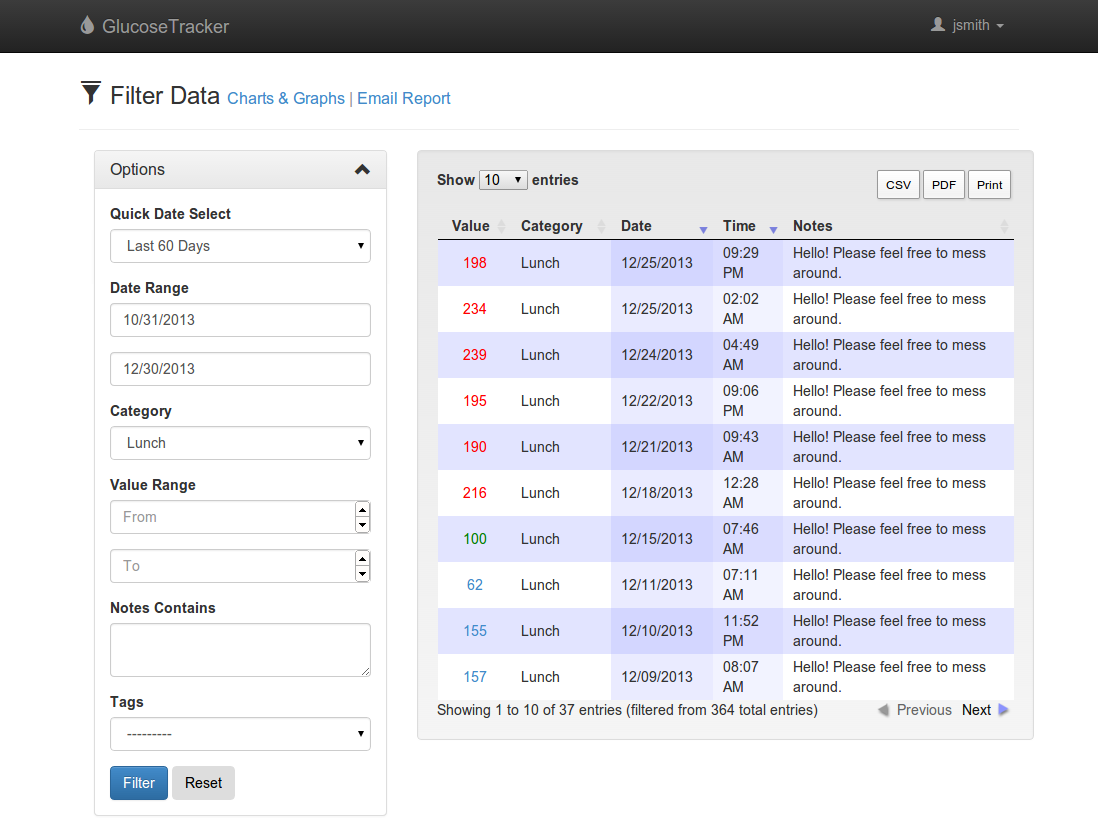 GlucoseTracker
jsmith
Filter Data Charts & Graphs | Email Report
Options
Quick Date Select
Last 60 Days
Date Range
10/31/2013
12/30/2013
Category
Lunch
Value Range
From
To
Notes Contains
Tags
---------
Filter Reset
Show 10 entries
CSV PDF Print
Value Category Date Time Notes
198 Lunch 12/25/2013 09:29 PM Hello! Please feel free to mess around.
234 Lunch 12/25/2013 02:02 AM Hello! Please feel free to mess around.
239 Lunch 12/24/2013 04:49 AM Hello! Please feel free to mess around.
195 Lunch 12/22/2013 09:06 PM Hello! Please feel free to mess around.
190 Lunch 12/21/2013 09:43 AM Hello! Please feel free to mess around.
216 Lunch 12/18/2013 12:28 AM Hello! Please feel free to mess around.
100 Lunch 12/15/2013 07:46 AM Hello! Please feel free to mess around.
62 Lunch 12/11/2013 07:11 AM Hello! Please feel free to mess around.
155 Lunch 12/10/2013 11:52 PM Hello! Please feel free to mess around.
157 Lunch 12/09/2013 08:07 AM Hello! Please feel free to mess around.
Showing 1 to 10 of 37 entries (filtered from 364 total entries)
Previous Next